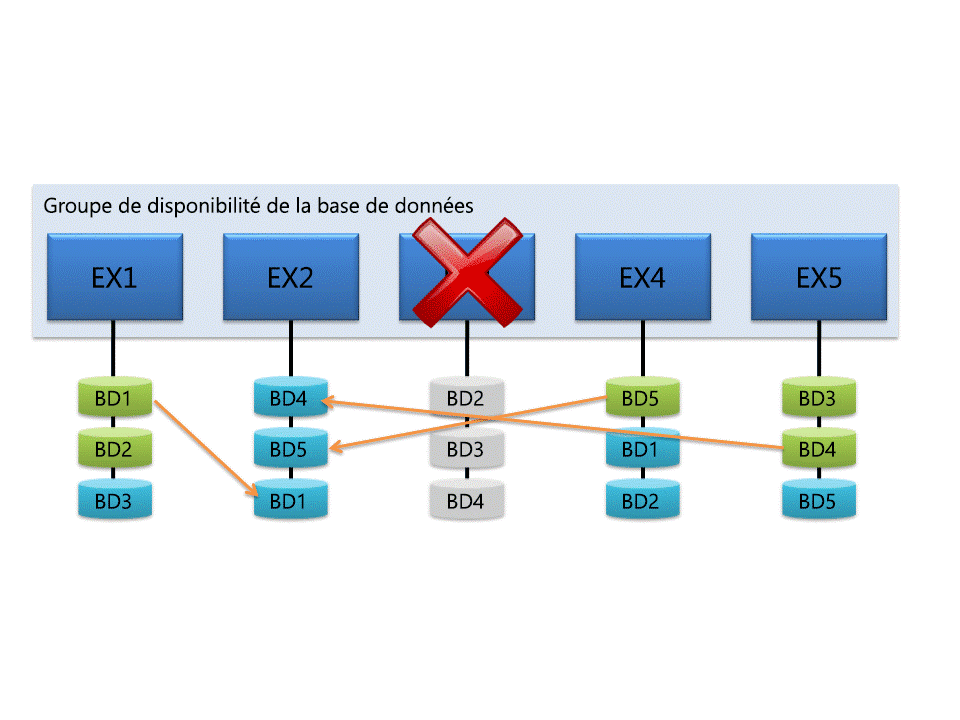 Groupe de disponibilité de la base de données
EX1 EX2 EX4 EX5
BD1 BD4 BD2 BD5 BD3
BD2 BD5 BD3 BD1 BD4
BD3 BD1 BD4 BD2 BD5